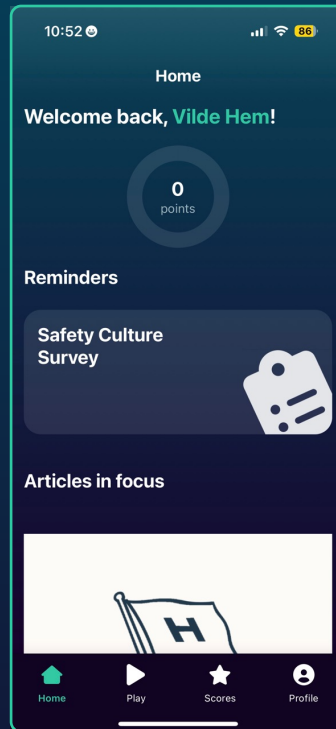 10:52
86
Home
Welcome back, Vilde Hem!
0
points
Reminders
Safety Culture
Survey
Articles in focus
H
Home
Play
Scores
Profile